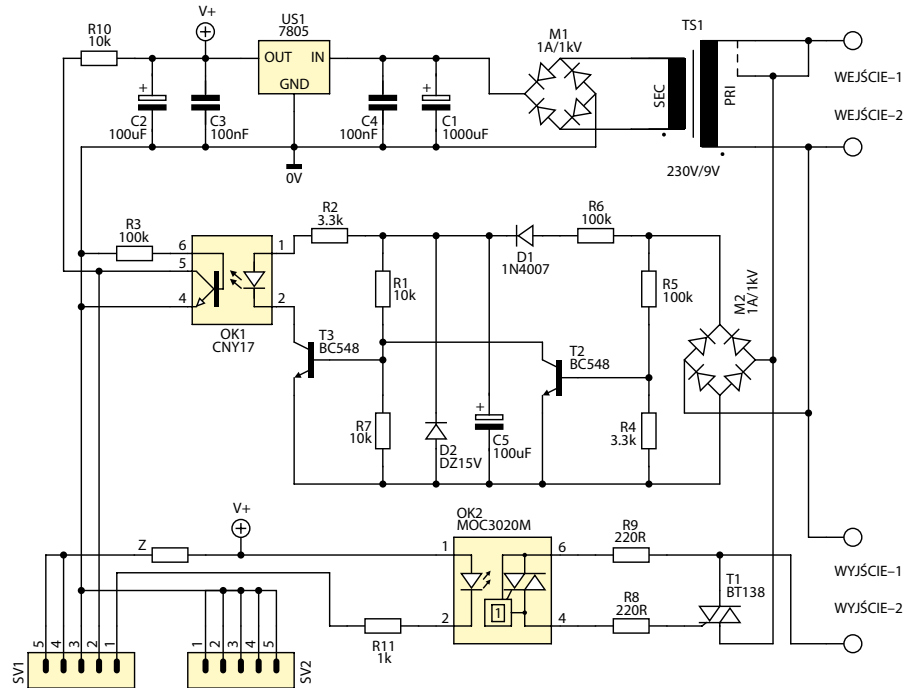 V+
R10
10k
US1
7805
OUT IN
GND
M1
1A/1kV
TS1
SEC
PRI
WEJŚCIE–1
WEJŚCIE–2
+
C2
100uF
C3
100nF
C4
100nF
+
C1
1000uF
0V
230V/9V
R3
100k
6
5
4
1
2
OK1
CNY17
R2
3.3k
D1
1N4007
R6
100k
R1
10k
R5
100k
M2
1A/1kV
T3
BC548
T2
BC548
R7
10k
D2
DZ15V
+
C5
100uF
R4
3.3k
V+
Z
OK2
MOC3020M
1
2
6
4
1
R9
220R
R8
220R
T1
BT138
WYJŚCIE–1
WYJŚCIE–2
R11
1k
SV1
5 4 3 2 1
1 2 3 4 5
SV2